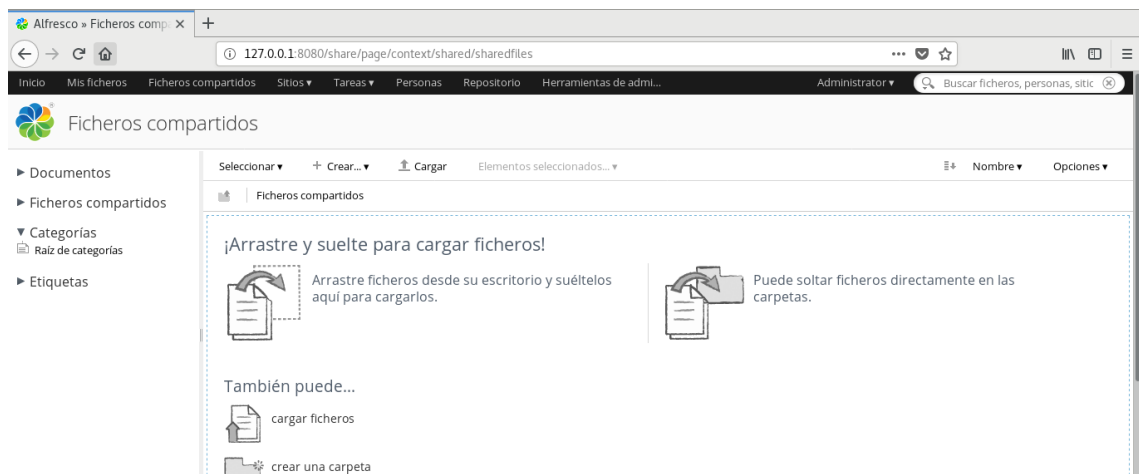 Alfresco » Ficheros comp
127.0.0.1:8080/share/page/context/shared/sharedfiles
Inicio Mis ficheros Ficheros compartidos Sitios Tareas Personas Repositorio Herramientas de admi... Administrator Buscar ficheros, personas, sitic
Ficheros compartidos
Documentos
Ficheros compartidos
Categorías
Raíz de categorías
Etiquetas
Seleccionar + Crear... Cargar Elementos seleccionados... Nombre Opciones
Ficheros compartidos
¡Arrastre y suelte para cargar ficheros!
Arrastre ficheros desde su escritorio y suéltelos
aquí para cargarlos.
Puede soltar ficheros directamente en las
carpetas.
También puede...
cargar ficheros
crear una carpeta